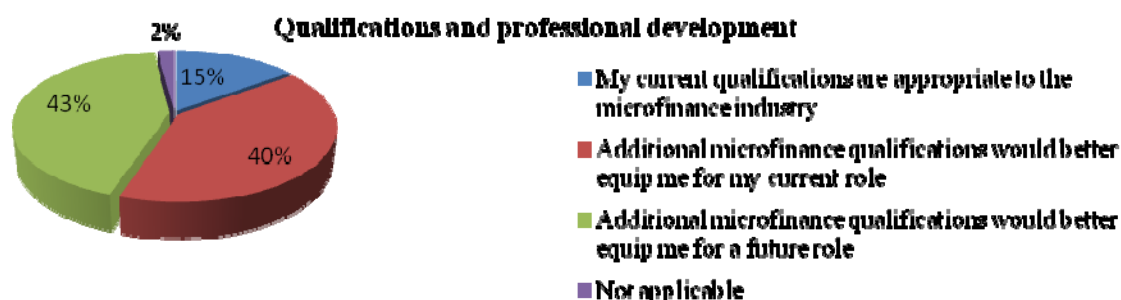 Qualifications and professional development
2%
15%
43%
40%
My current qualifications are appropriate to the
microfinance industry
Additional microfinance qualifications would better
equip me for my current role
Additional microfinance qualifications would better
equip me for a future role
Not applicable